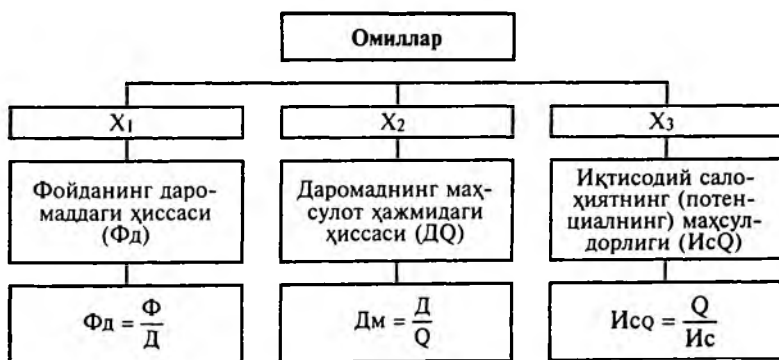 Омиллар
X1
X2
X3
Фойданинг даро-
маддаги ҳиссаси
(Фд)
Даромаднинг маҳ-
сулот ҳажмидаги
ҳиссаси (ДQ)
Иқтисодий сало-
ҳиятнинг (потен-
циалнинг) маҳсул-
дорлиги (ИсQ)
Фд = Ф/Д
Дм = Д/Q
ИсQ = Q/Ис